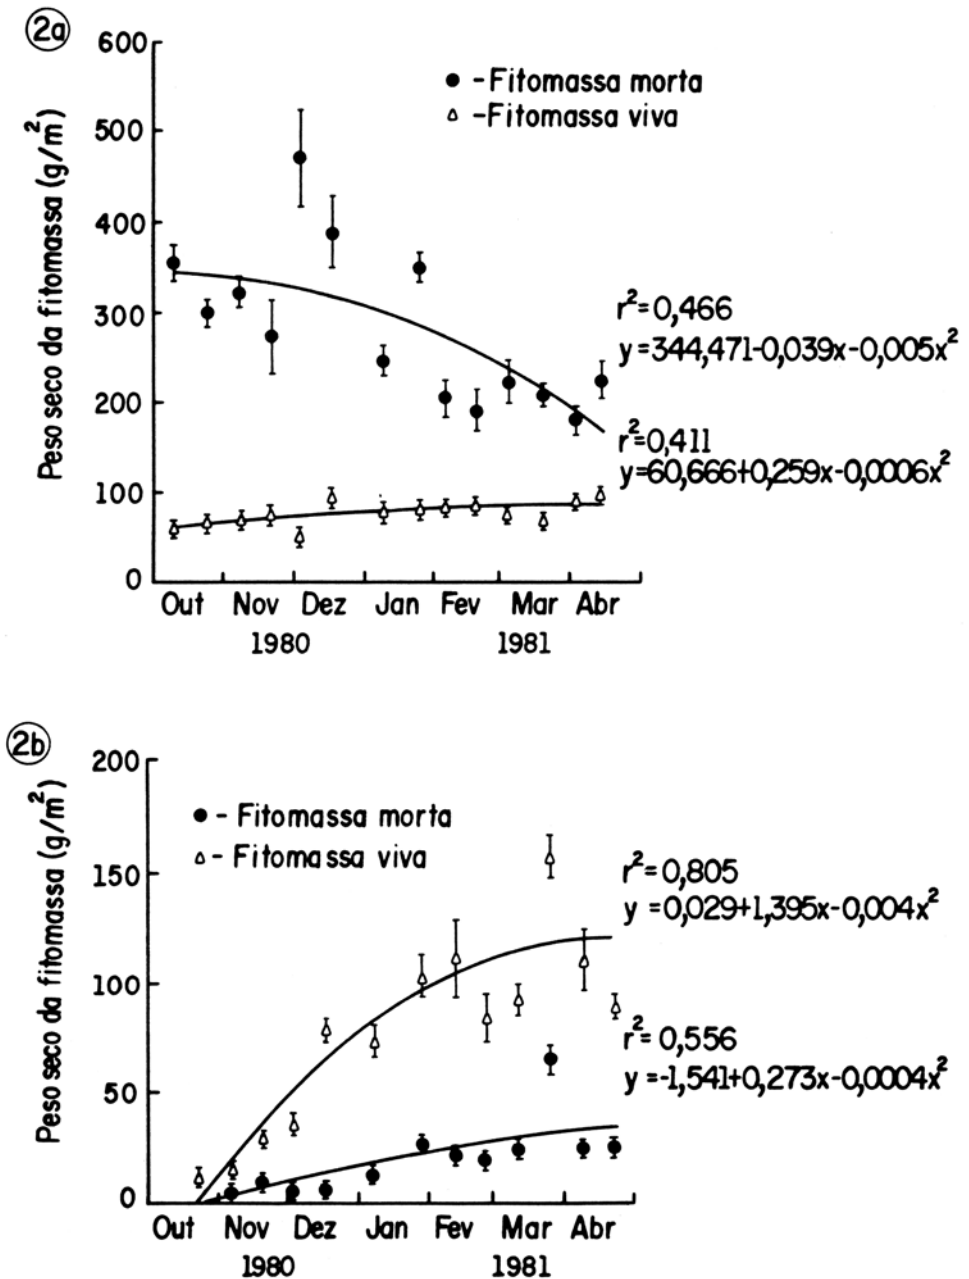 2a
600
500
400
300
200
100
0
Peso seco da fitomassa (g/m²)
● -Fitomassa morta
△ -Fitomassa viva
r²=0,466
y=344,471-0,039x-0,005x²
r²=0,411
y=60,666+0,259x-0,0006x²
Out Nov Dez Jan Fev Mar Abr
1980 1981
2b
200
150
100
50
0
Peso seco da fitomassa (g/m²)
● - Fitomassa morta
△ - Fitomassa viva
r²=0,805
y =0,029+1,395x-0,004x²
r²= 0,556
y =-1,541+0,273x-0,0004x²
Out Nov Dez Jan Fev Mar Abr
1980 1981